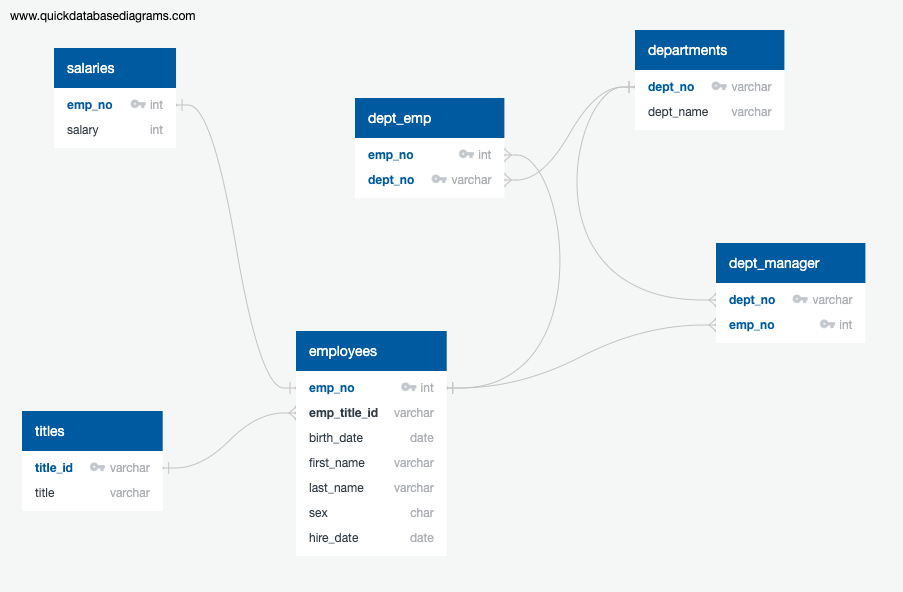 www.quickdatabasediagrams.com
salaries
emp_no int
salary int
dept_emp
emp_no int
dept_no varchar
departments
dept_no varchar
dept_name varchar
dept_manager
dept_no varchar
emp_no int
employees
emp_no int
emp_title_id varchar
birth_date date
first_name varchar
last_name varchar
sex char
hire_date date
titles
title_id varchar
title varchar